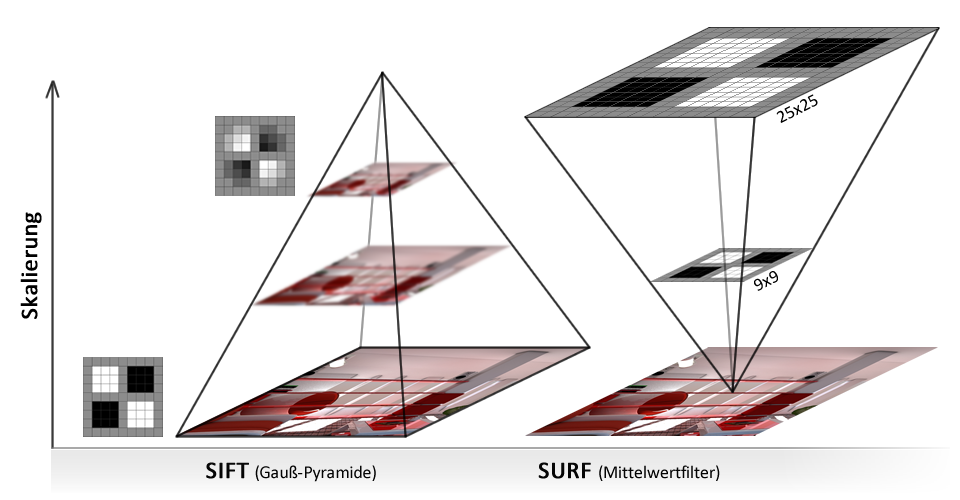 25x25
9x9
Skalierung
SIFT (Gauß-Pyramide)
SURF (Mittelwertfilter)